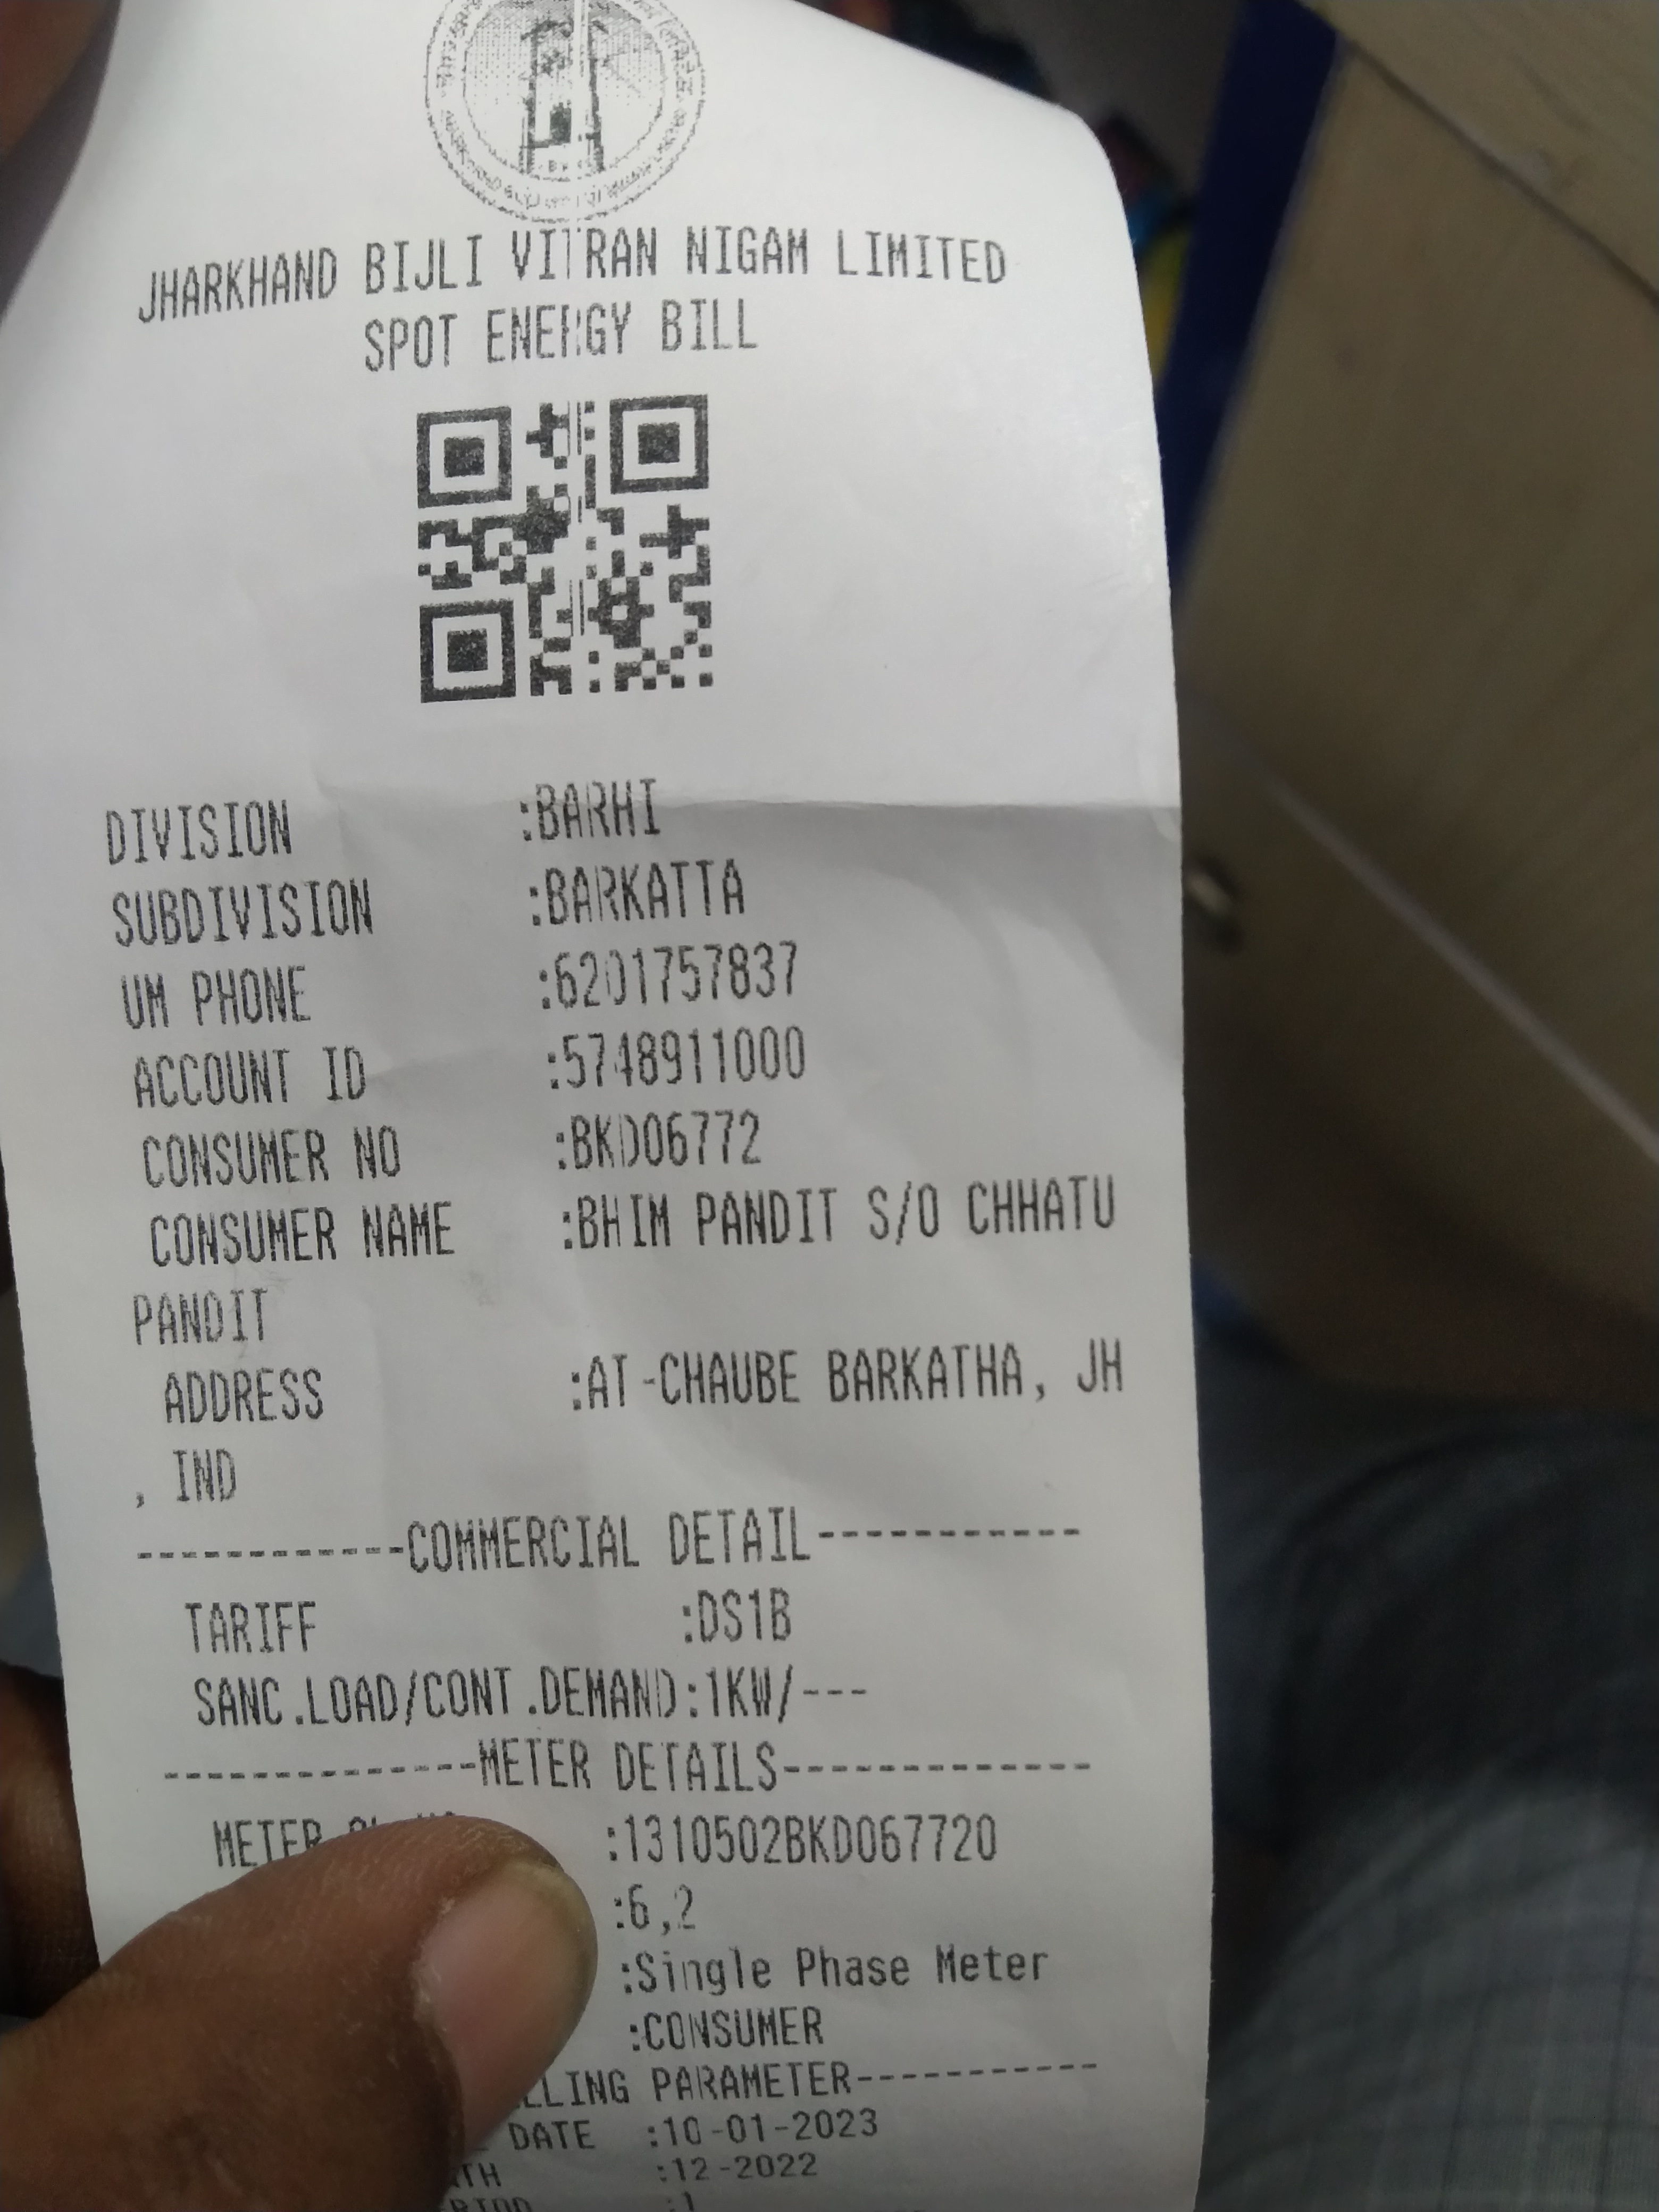 JHARKHAND BIJLI VITRAN NIGAM LIMITED
SPOT ENERGY BILL
DIVISION :BARHI
SUBDIVISION :BARKATTA
UM PHONE :6201757837
ACCOUNT ID :5748911000
CONSUMER NO :BKD06772
CONSUMER NAME :BHIM PANDIT S/O CHHATU
PANDIT
ADDRESS :AT-CHAUBE BARKATHA, JH
, IND
------------COMMERCIAL DETAIL------------
TARIFF :DS1B
SANC.LOAD/CONT.DEMAND:1KW/---
--------------METER DETAILS--------------
METER :1310502BKD067720
:6,2
:Single Phase Meter
:CONSUMER
LLING PARAMETER-----------
DATE :10-01-2023
TH :12-2022
:1